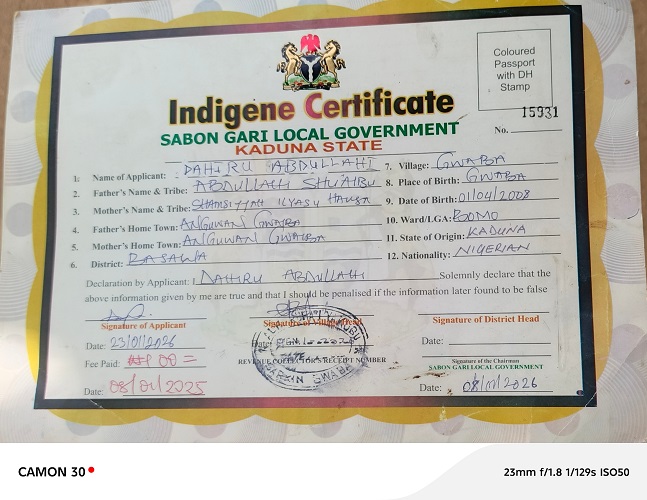 Coloured
Passport
with DH
Stamp
15931
No.
Indigene Certificate
SABON GARI LOCAL GOVERNMENT
KADUNA STATE
1: Name of Applicant: DAHIRU ABDULLAHI
2. Father's Name & Tribe: ABDULLAHI SHUAIBU
3. Mother's Name & Tribe: SHAMSIYYAH ILYASU HAUSA
4. Father's Home Town: ANGUWAN GWAIBA
5. Mother's Home Town: ANGUWAN GWAIBA
6. District: BASAWA
7. Village: GWABA
8. Place of Birth: GWABA
9. Date of Birth: 01/04/2008
10. Ward/LGA: BOMO
11. State of Origin: KADUNA
12. Nationality: NIGERIAN
Declaration by Applicant: I DAHIRU ABDULLAHI Solemnly declare that the
above information given by me are true and that I should be penalised if the information later found to be false
Signature of Applicant
Signature of District Head
Date: 23/01/2026
Date:
Date:
Fee Paid:
REVENUE COLLECTOR'S RECEIPT NUMBER
Signature of the Chairman
SABON GARI LOCAL GOVERNMENT
Date: 08/01/2025
Date: 08/01/2026
CAMON 30
23mm f/1.8 1/129s ISO50